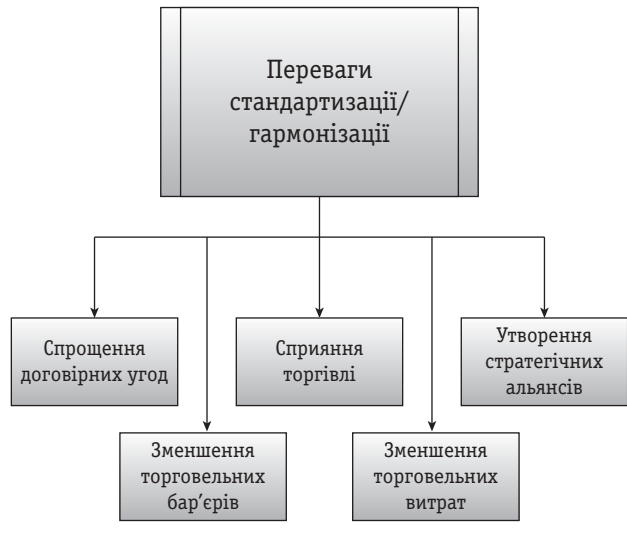 Переваги
стандартизації/
гармонізації
Спрощення
договірних угод
Сприяння
торгівлі
Утворення
стратегічних
альянсів
Зменшення
торговельних
бар’єрів
Зменшення
торговельних
витрат